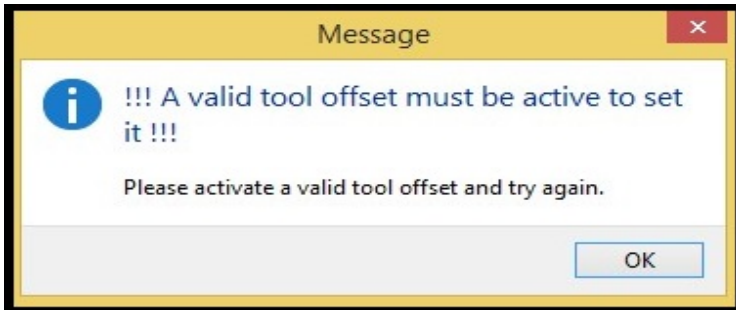 Message
!!! A valid tool offset must be active to set
it !!!
Please activate a valid tool offset and try again.
OK